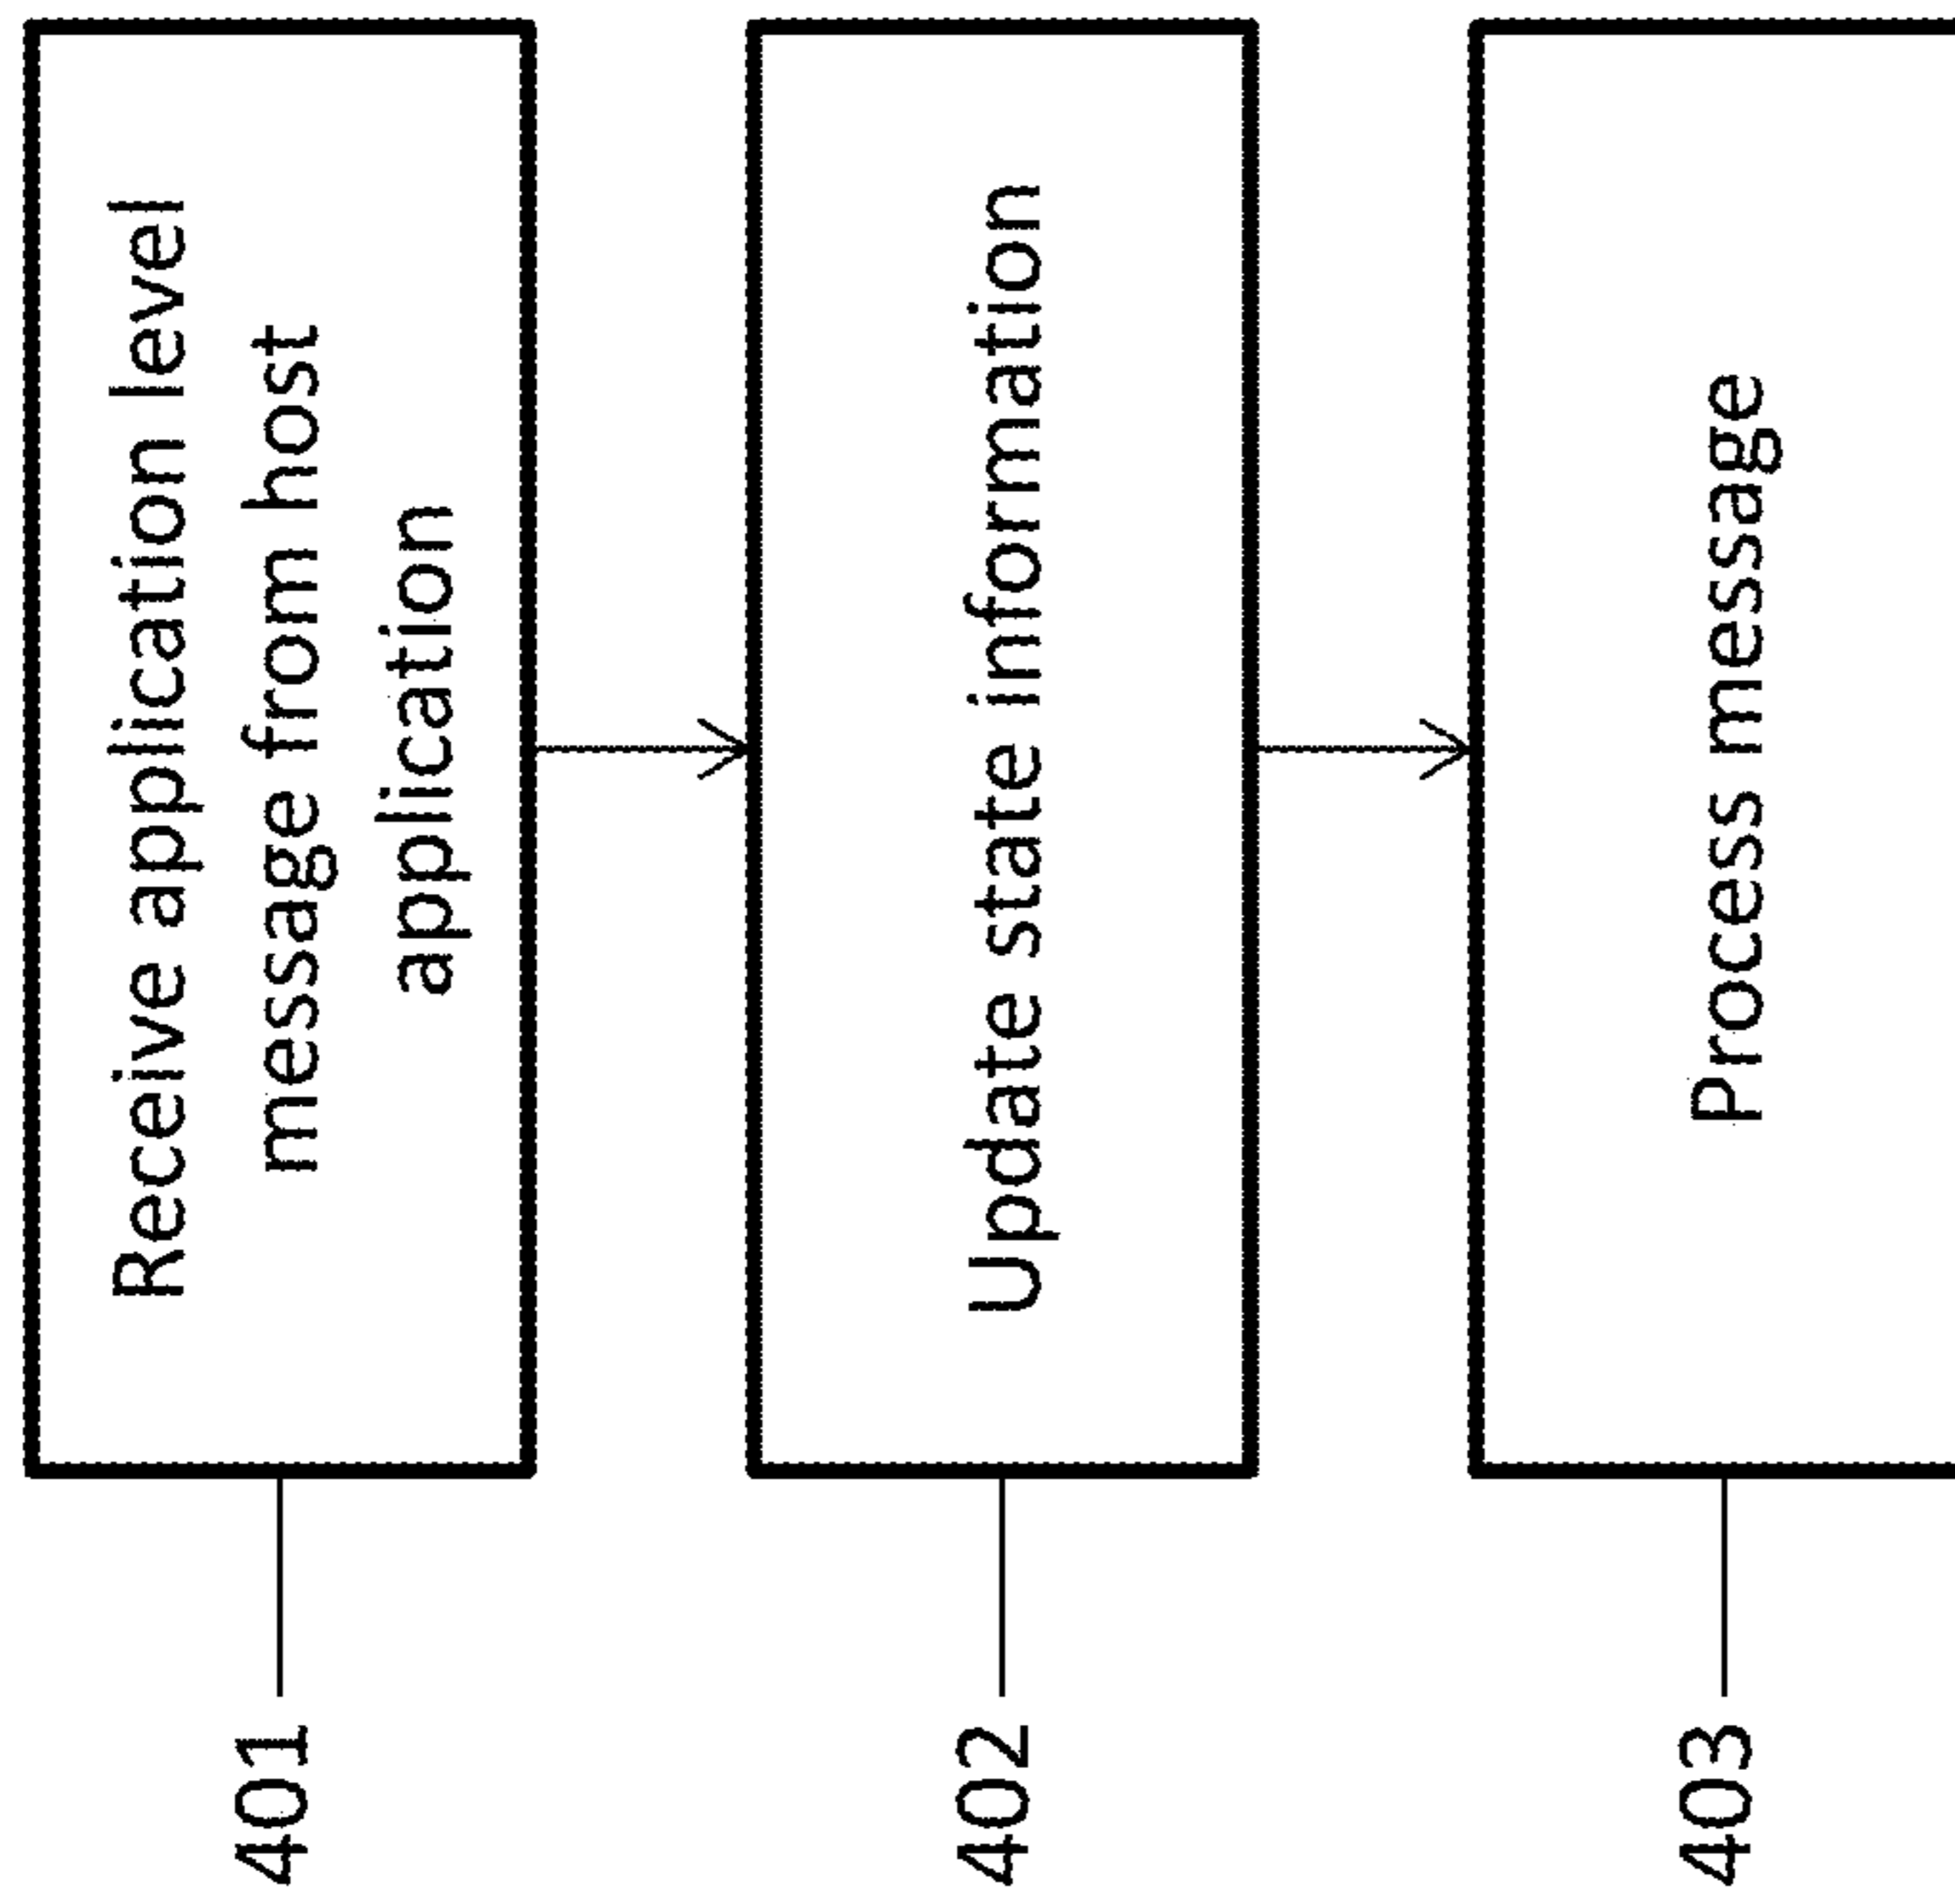 401
Receive application level
message from host
application
402
Update state information
403
Process message